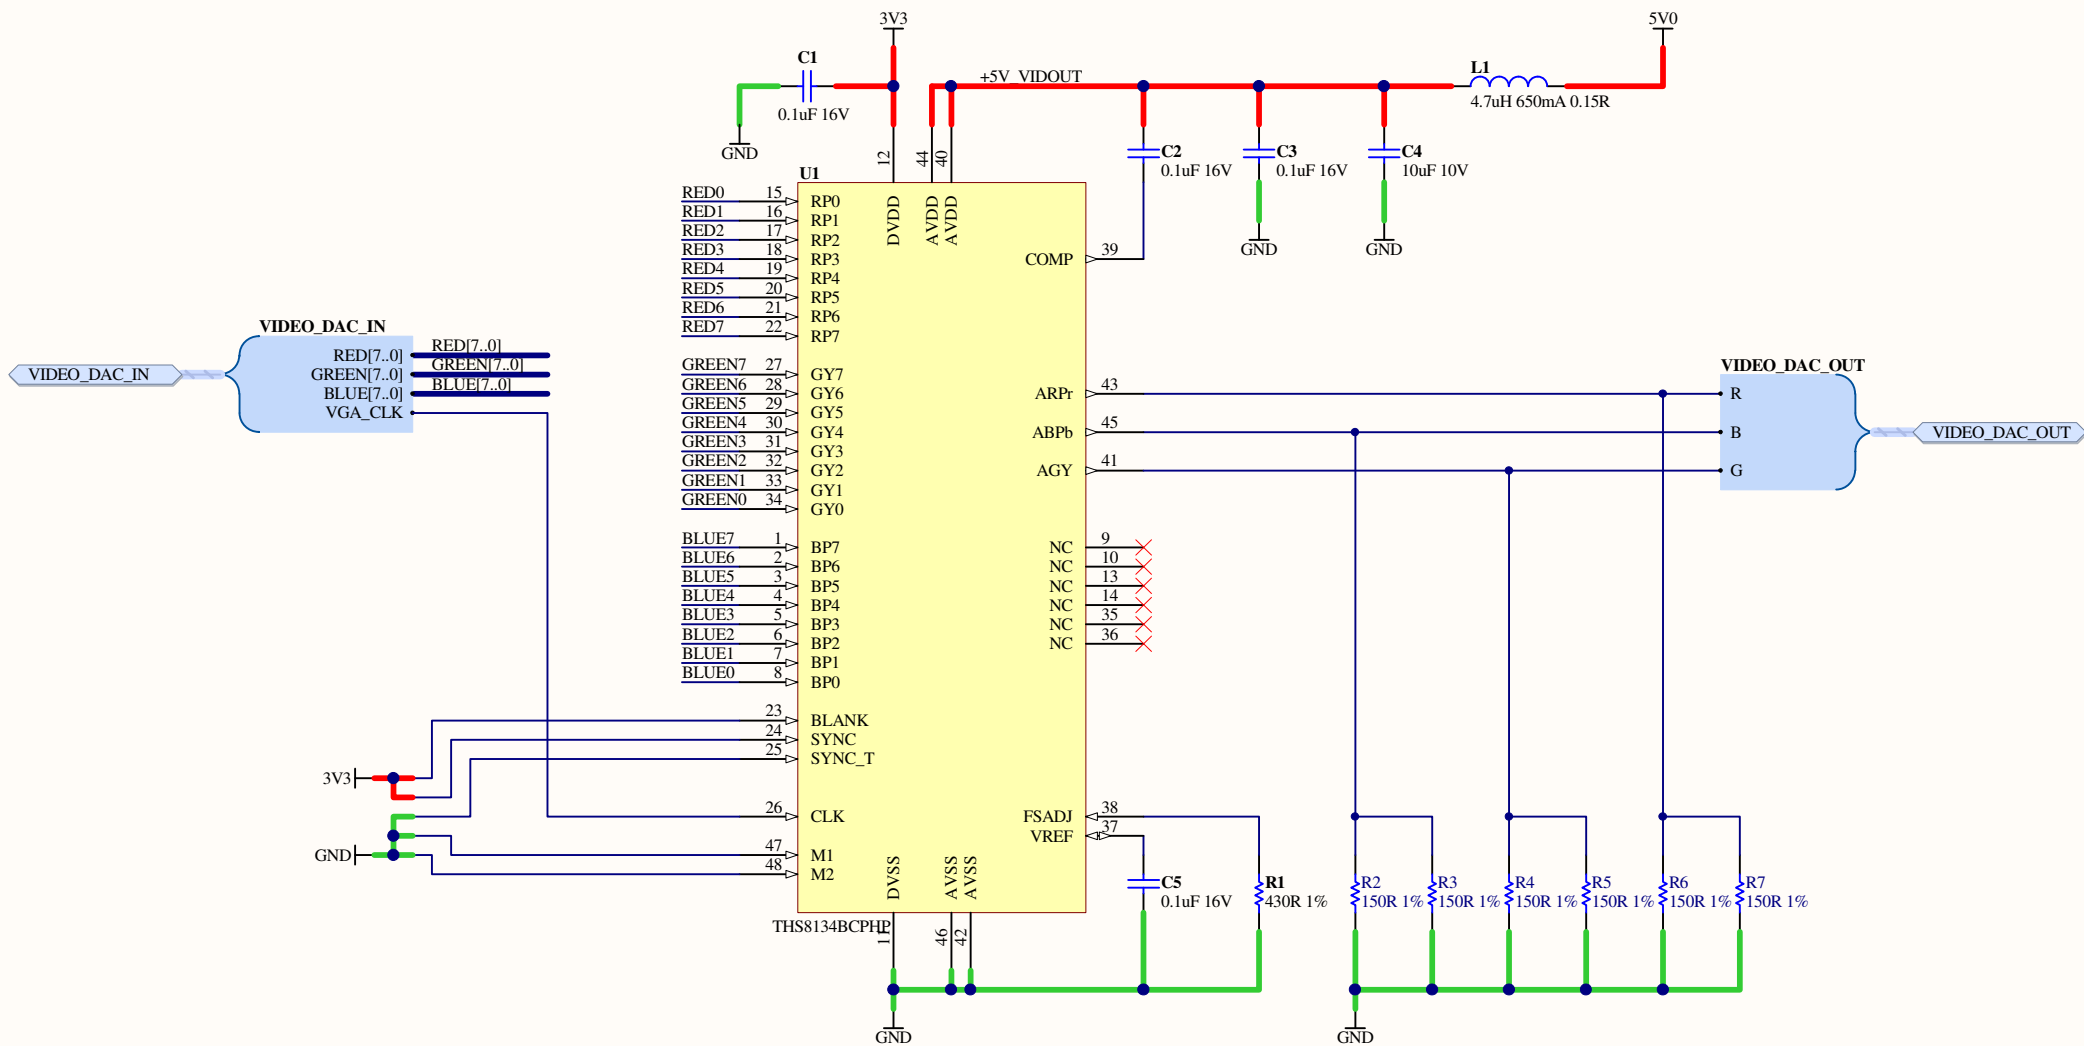 3V3
5V0
C1
0.1uF 16V
GND
+5V_VIDOUT
L1
4.7uH 650mA 0.15R
C2
0.1uF 16V
C3
0.1uF 16V
GND
C4
10uF 10V
GND
U1
12
44
40
DVDD
AVDD
AVDD
RED0 15 RP0
RED1 16 RP1
RED2 17 RP2
RED3 18 RP3
RED4 19 RP4
RED5 20 RP5
RED6 21 RP6
RED7 22 RP7
COMP 39
VIDEO_DAC_IN
VIDEO_DAC_IN
RED[7..0] RED[7..0]
GREEN[7..0] GREEN[7..0]
BLUE[7..0] BLUE[7..0]
VGA_CLK
GREEN7 27 GY7
GREEN6 28 GY6
GREEN5 29 GY5
GREEN4 30 GY4
GREEN3 31 GY3
GREEN2 32 GY2
GREEN1 33 GY1
GREEN0 34 GY0
ARPr 43
ABPb 45
AGY 41
VIDEO_DAC_OUT
R
B
G
VIDEO_DAC_OUT
BLUE7 1 BP7
BLUE6 2 BP6
BLUE5 3 BP5
BLUE4 4 BP4
BLUE3 5 BP3
BLUE2 6 BP2
BLUE1 7 BP1
BLUE0 8 BP0
NC 9
NC 10
NC 13
NC 14
NC 35
NC 36
23 BLANK
24 SYNC
25 SYNC_T
3V3
26 CLK
GND
47 M1
48 M2
FSADJ 38
VREF 37
DVSS
AVSS
AVSS
THS8134BCPHP
11
46
42
GND
C5
0.1uF 16V
R1
430R 1%
R2
150R 1%
R3
150R 1%
R4
150R 1%
R5
150R 1%
R6
150R 1%
R7
150R 1%
GND